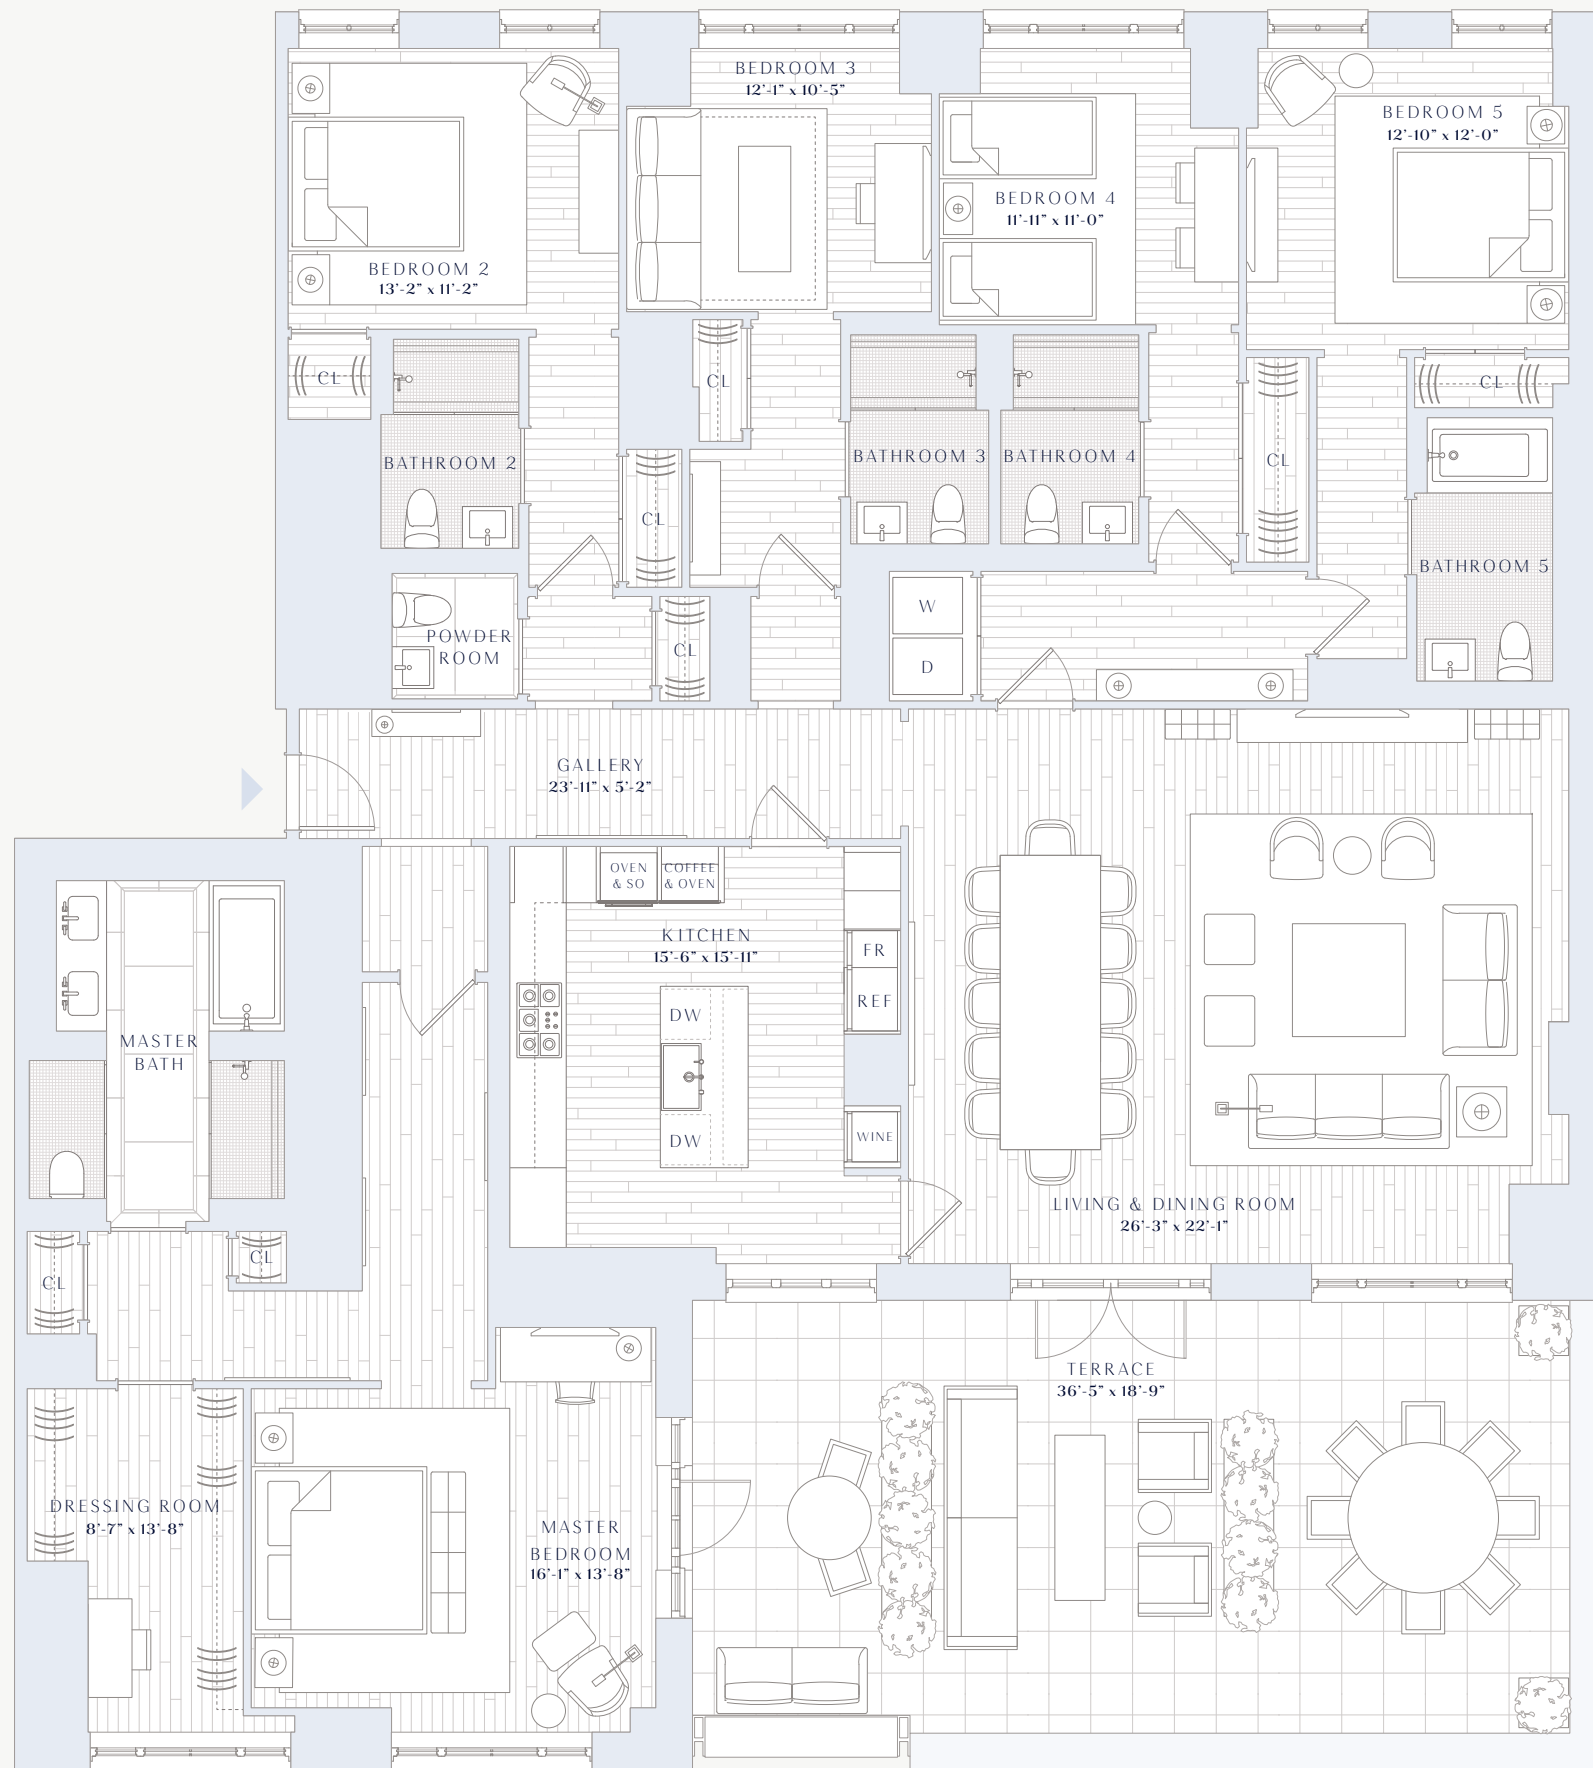 BEDROOM 3
12'-1" x 10'-5"
BEDROOM 5
12'-10" x 12'-0"
BEDROOM 4
11'-11" x 11'-0"
BEDROOM 2
13'-2" x 11'-2"
CL
CL
CL
BATHROOM 2
BATHROOM 3
BATHROOM 4
CL
CL
BATHROOM 5
W
POWDER
ROOM
CL
D
GALLERY
23'-11" x 5'-2"
OVEN
& SO
COFFEE
& OVEN
KITCHEN
15'-6" x 15'-11"
FR
REF
DW
MASTER
BATH
DW
WINE
LIVING & DINING ROOM
26'-3" x 22'-1"
CL
CL
TERRACE
36'-5" x 18'-9"
DRESSING ROOM
8'-7" x 13'-8"
MASTER
BEDROOM
16'-1" x 13'-8"